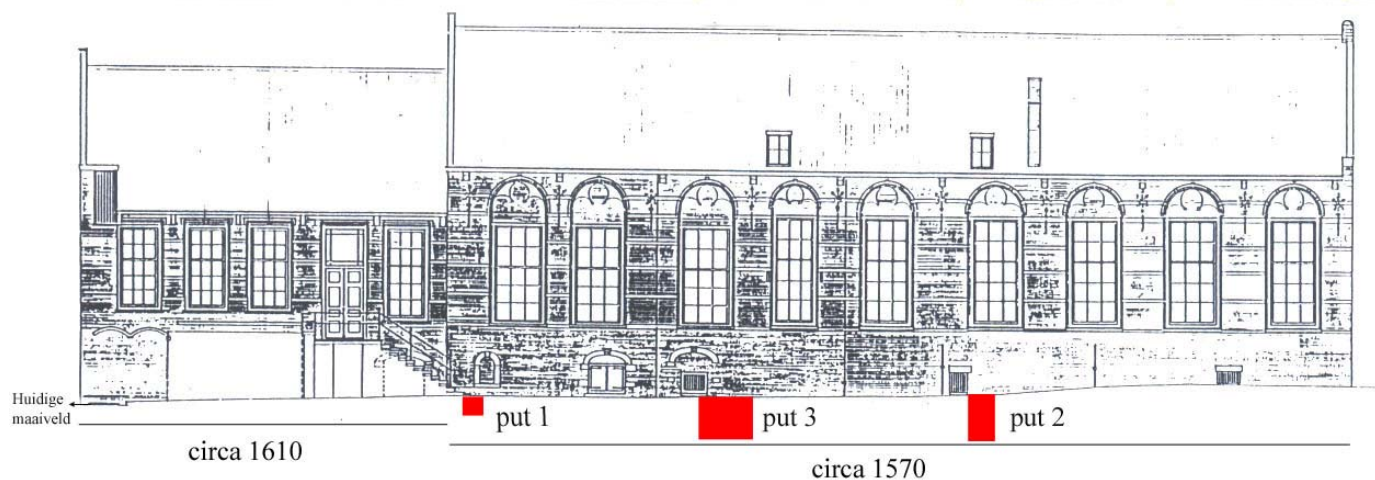 Huidige
maaiveld
put 1
put 3
put 2
circa 1610
circa 1570